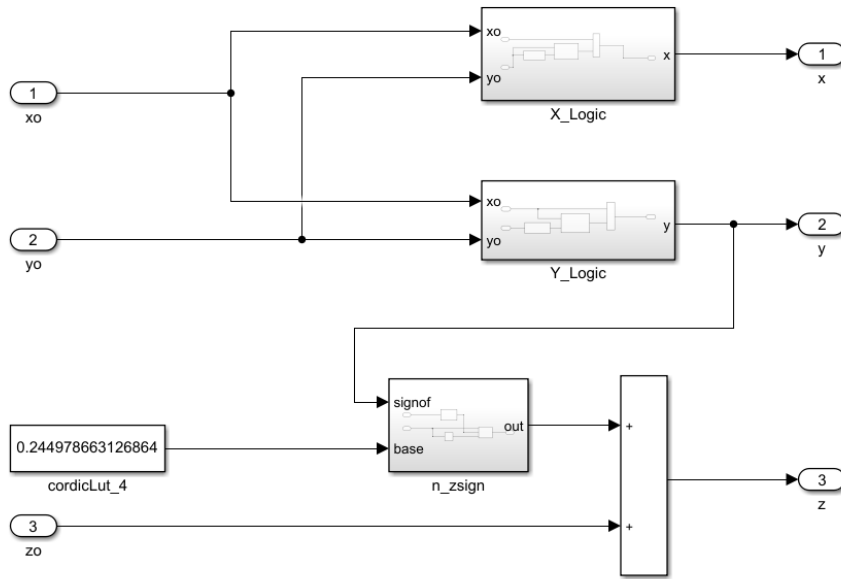 xo
yo
x
X_Logic
1
x
1
xo
xo
yo
y
Y_Logic
2
y
2
yo
signof
base
out
n_zsign
0.244978663126864
cordicLut_4
+
+
3
z
3
zo